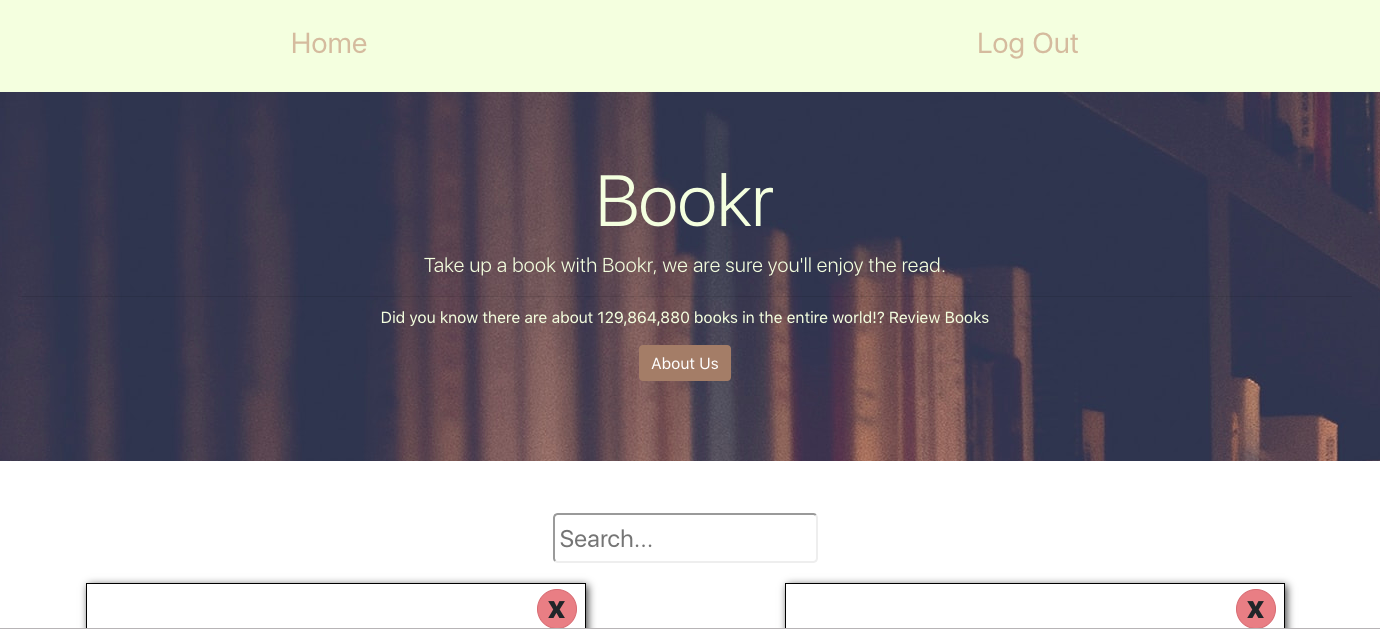 Home
Log Out
Bookr
Take up a book with Bookr, we are sure you'll enjoy the read.
Did you know there are about 129,864,880 books in the entire world!? Review Books
About Us
Search...
X
X